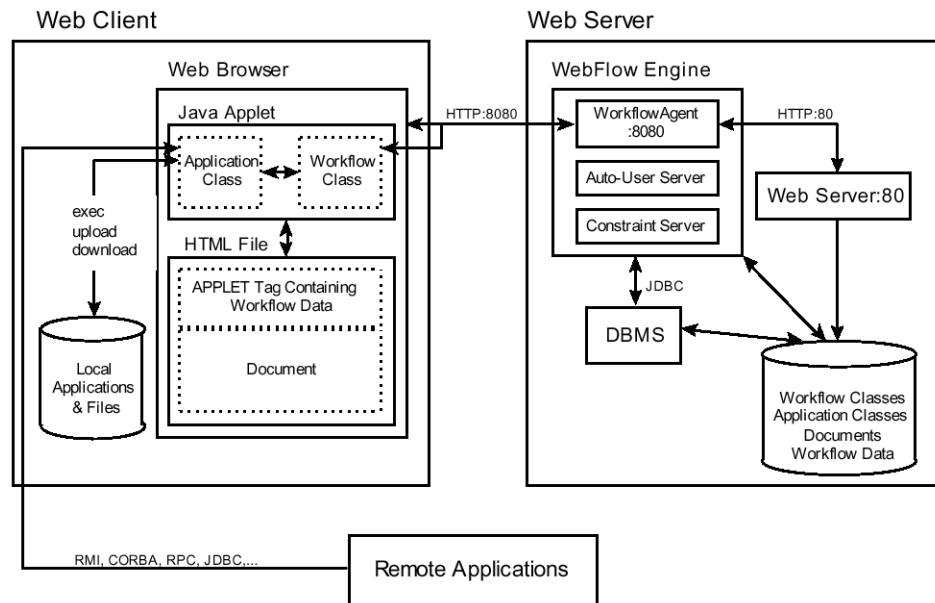 Web Client
Web Server
Web Browser
WebFlow Engine
Java Applet
HTTP:8080
WorkflowAgent
:8080
HTTP:80
Application
Class
Workflow
Class
Auto-User Server
Web Server:80
exec
upload
download
Constraint Server
HTML File
APPLET Tag Containing
Workflow Data
JDBC
DBMS
Document
Local
Applications
& Files
Workflow Classes
Application Classes
Documents
Workflow Data
RMI, CORBA, RPC, JDBC,...
Remote Applications